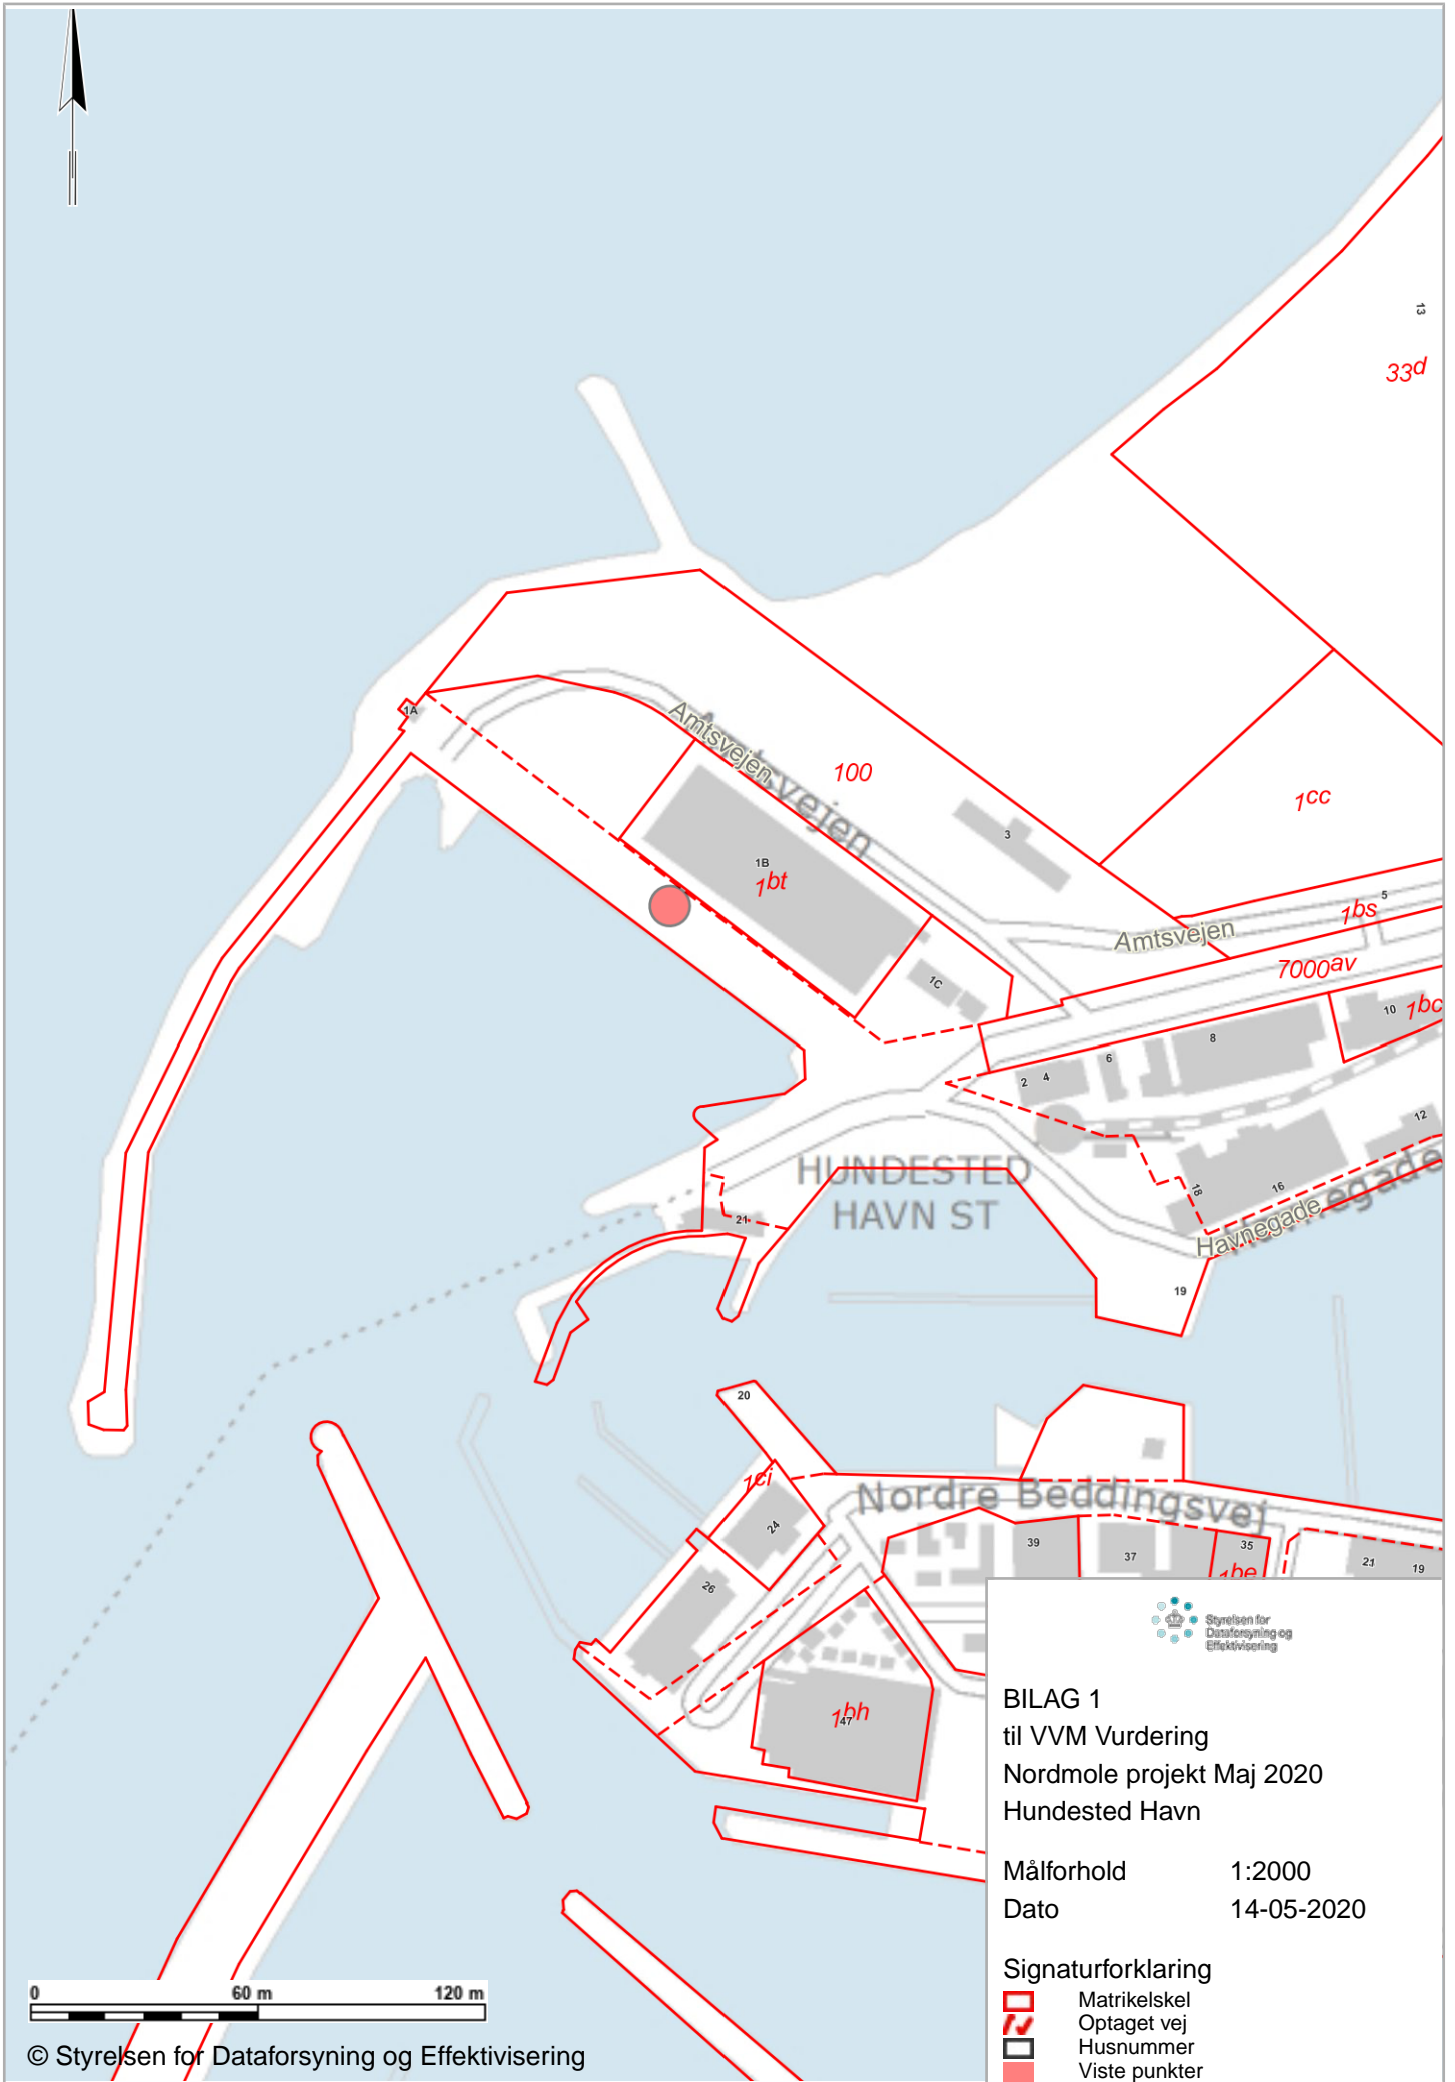 13
33d
1A
Amtsvejen
Amtsvejen
100
3
1cc
1B
1bt
5
1bs
Amtsvejen
7000av
1C
10
1bc
8
6
2
4
12
HUNDESTED
HAVN ST
18
16
Havnegade
Havnegade
21
19
20
1ci
Nordre Beddingsvej
24
39
37
35
1be
21
19
26
1bh
47
Styrelsen for
Dataforsyning og
Effektivisering
BILAG 1
til VVM Vurdering
Nordmole projekt Maj 2020
Hundested Havn
Målforhold 1:2000
Dato 14-05-2020
Signaturforklaring
Matrikelskel
Optaget vej
Husnummer
Viste punkter
0 60 m 120 m
© Styrelsen for Dataforsyning og Effektivisering